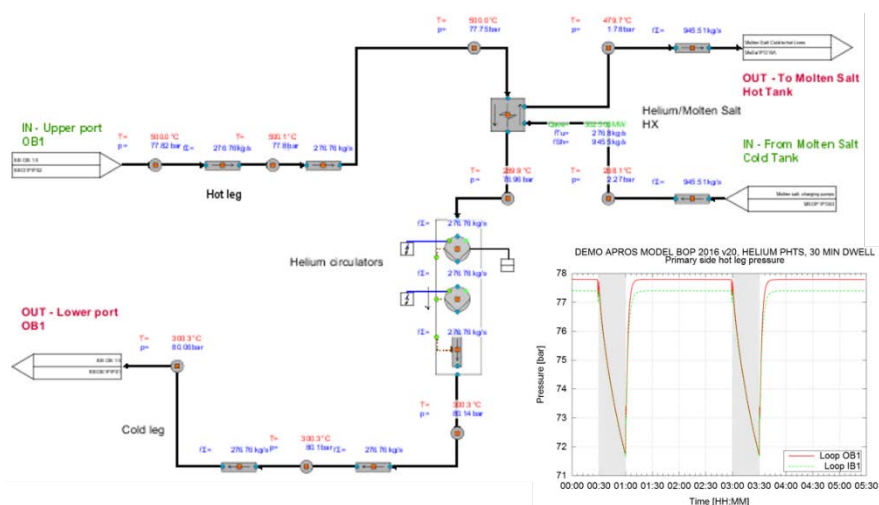 T= 500.0 °C
p= 77.75 bar
T= 479.7 °C
p= 1.78 bar
fΣ= 945.51 kg/s
OUT - To Molten Salt
Hot Tank
IN - Upper port
OB1
T= 500.0 °C
p= 77.82 bar
fΣ= 276.76 kg/s
T= 500.1 °C
77.8 bar
276.76 kg/s
Helium/Molten Salt
HX
276.8 kg/s
945.5 kg/s
IN - From Molten Salt
Cold Tank
Hot leg
T=
p= 76.96 bar
T=
p= 2.27 bar
fΣ= 945.51 kg/s
Molten salt, charging pumps
fΣ= 276.76 kg/s
Helium circulators
fΣ= 276.76 kg/s
fΣ= 276.76 kg/s
OUT - Lower port
OB1
T= 300.3 °C
p= 80.06 bar
T= 300.3 °C
p= 80.14 bar
Cold leg
fΣ= 276.76 kg/s
T= 300.3 °C
p= 80.1 bar
fΣ= 276.76 kg/s
DEMO APROS MODEL BOP 2016 v20, HELIUM PHTS, 30 MIN DWELL
Primary side hot leg pressure
Pressure [bar]
78
77
76
75
74
73
72
71
Loop OB1
Loop IB1
00:00 00:30 01:00 01:30 02:00 02:30 03:00 03:30 04:00 04:30 05:00 05:30
Time [HH:MM]